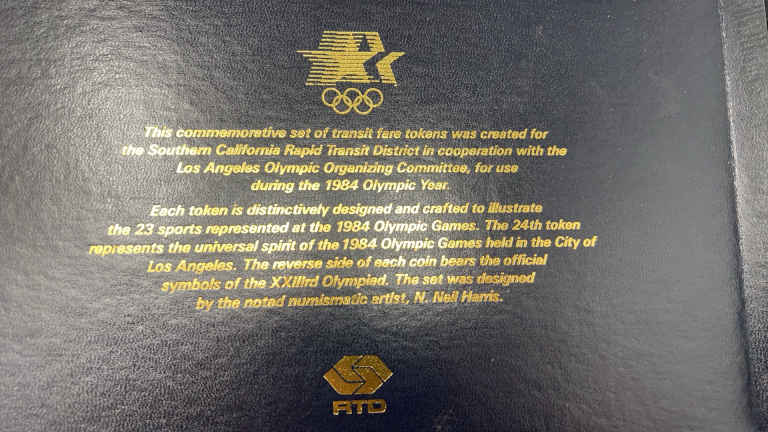 This commemorative set of transit fare tokens was created for
the Southern California Rapid Transit District in cooperation with the
Los Angeles Olympic Organizing Committee, for use
during the 1984 Olympic Year.
Each token is distinctively designed and crafted to illustrate
the 23 sports represented at the 1984 Olympic Games. The 24th token
represents the universal spirit of the 1984 Olympic Games held in the City of
Los Angeles. The reverse side of each coin bears the official
symbols of the XXIIIrd Olympiad. The set was designed
by the noted numismatic artist, N. Neil Harris.
RTD